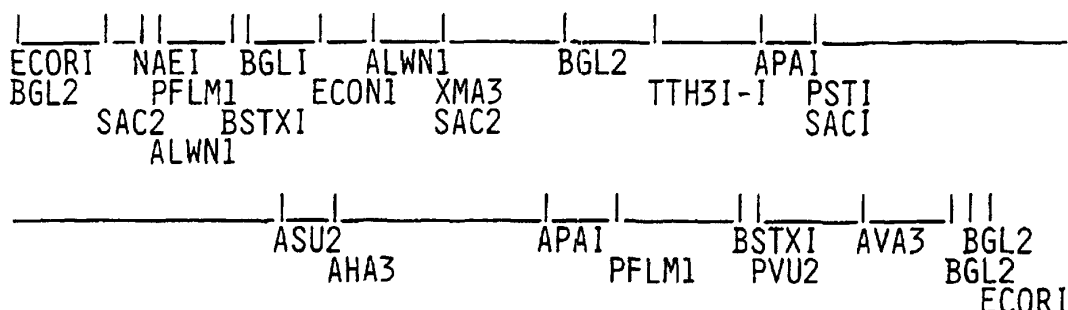 ECORI NAEI BGLI ALWN1 BGL2 APAI
BGL2 PFLM1 ECON1 XMA3 TTH3I-I PSTI
SAC2 BSTXI SAC2 SACI
ALWN1
ASU2 APAI BSTXI AVA3 BGL2
AHA3 PFLM1 PVU2 BGL2
ECORI